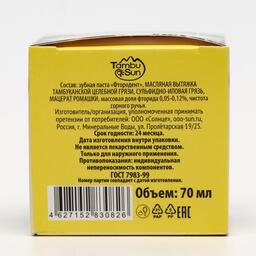 Tambu
Sun
Состав: зубная паста «Фтородент», МАСЛЯНАЯ ВЫТЯЖКА
ТАМБУКАНСКОЙ ЦЕЛЕБНОЙ ГРЯЗИ, СУЛЬФИДНО-ИЛОВАЯ ГРЯЗЬ,
МАЦЕРАТ РОМАШКИ, массовая доля фторида 0,05-0,12%, чистота
горного ручья.
Изготовитель/организация, уполномоченная принимать
претензии от потребителей: ООО «Солнце», ooo-sun.ru,
Россия, г. Минеральные Воды, ул. Пролетарская 19/25.
Срок годности: 24 месяца.
Дата изготовления внутри упаковки.
Не является лекарственным средством.
Только для наружного применения.
Противопоказания: индивидуальная
непереносимость компонентов.
ГОСТ 7983-99
Номер партии совпадает с датой изготовления.
4 627152 830826
Объем: 70 мл
PAP
PP
EAC